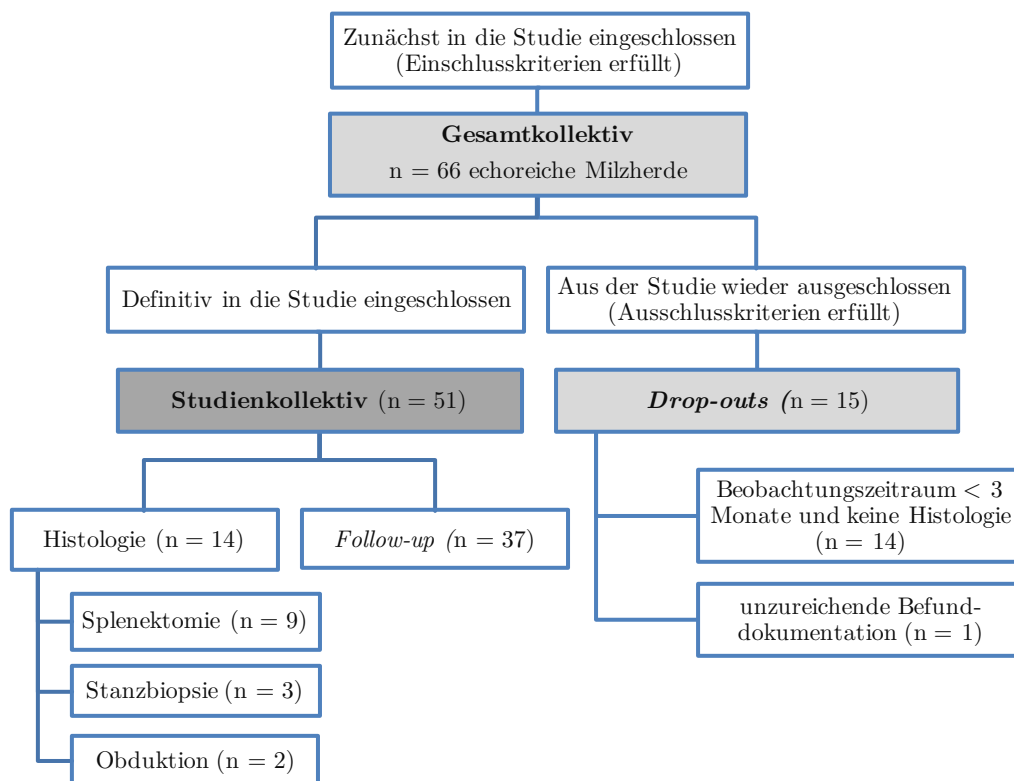 Zunächst in die Studie eingeschlossen
(Einschlusskriterien erfüllt)
Gesamtkollektiv
n = 66 echoreiche Milzherde
Definitiv in die Studie eingeschlossen
Aus der Studie wieder ausgeschlossen
(Ausschlusskriterien erfüllt)
Studienkollektiv (n = 51)
Drop-outs (n = 15)
Histologie (n = 14)
Follow-up (n = 37)
Beobachtungszeitraum < 3
Monate und keine Histologie
(n = 14)
Splenektomie (n = 9)
unzureichende Befund-
dokumentation (n = 1)
Stanzbiopsie (n = 3)
Obduktion (n = 2)